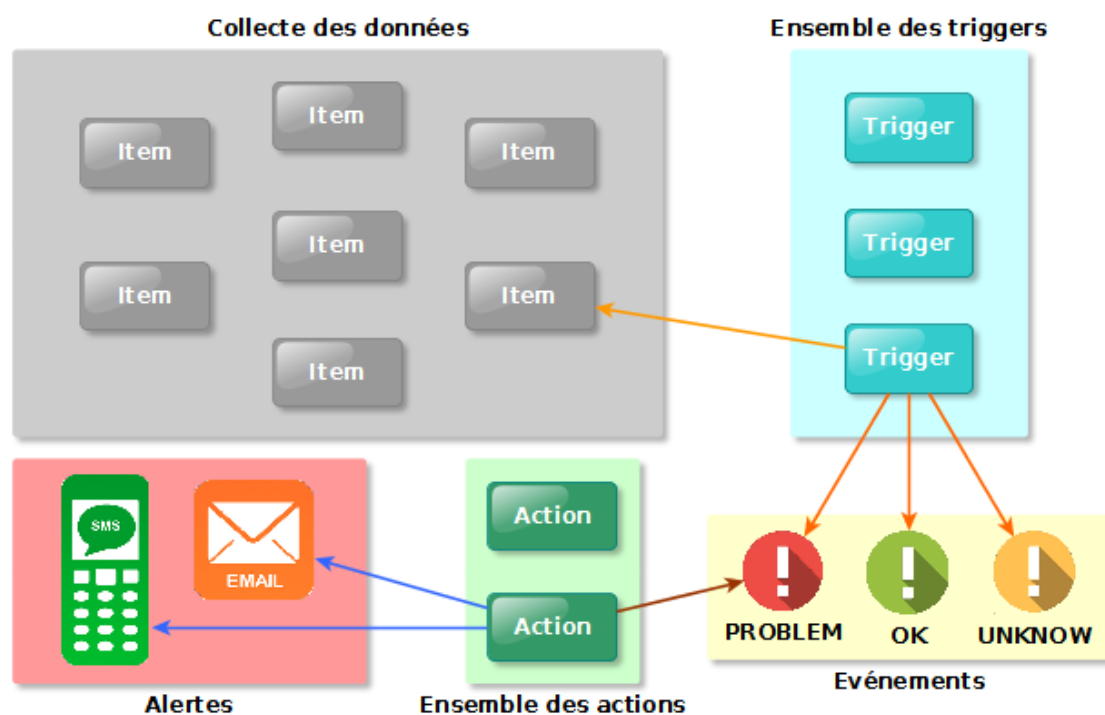 Collecte des données
Ensemble des triggers
Item
Item
Item
Item
Item
Item
Item
Trigger
Trigger
Trigger
SMS
EMAIL
Action
Action
PROBLEM
OK
UNKNOW
Alertes
Ensemble des actions
Evénements